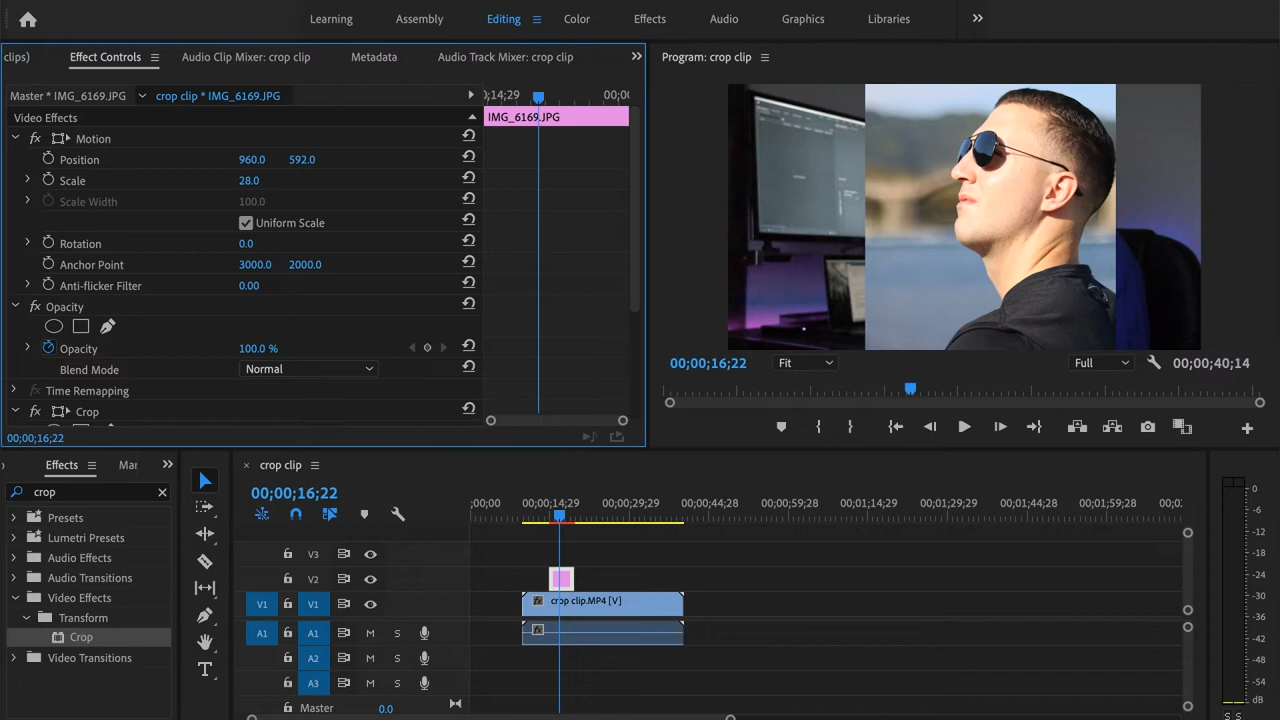 Learning Assembly Editing Color Effects Audio Graphics Libraries
clips) Effect Controls Audio Clip Mixer: crop clip Metadata Audio Track Mixer: crop clip
Program: crop clip
Master * IMG_6169.JPG crop clip * IMG_6169.JPG
Video Effects
fx Motion
Position 960.0 592.0
Scale 28.0
Scale Width 100.0
Uniform Scale
Rotation 0.0
Anchor Point 3000.0 2000.0
Anti-flicker Filter 0.00
fx Opacity
Opacity 100.0 %
Blend Mode Normal
fx Time Remapping
fx Crop
00;00;16;22
;14;29 00;00
IMG_6169.JPG
00;00;16;22 Fit Full 00;00;40;14
Effects Mar
crop
Presets
Lumetri Presets
Audio Effects
Audio Transitions
Video Effects
Transform
Crop
Video Transitions
crop clip
00;00;16;22
;00;00 00;00;14;29 00;00;29;29 00;00;44;28 00;00;59;28 00;01;14;29 00;01;29;29 00;01;44;28 00;01;59;28 00;0
V3
V2
V1 V1 fx crop clip.MP4 [V]
A1 A1 M S fx
A2 M S
A3 M S
Master 0.0
0
-6
-12
-18
-24
-30
-36
-42
-48
-54
dB
S S